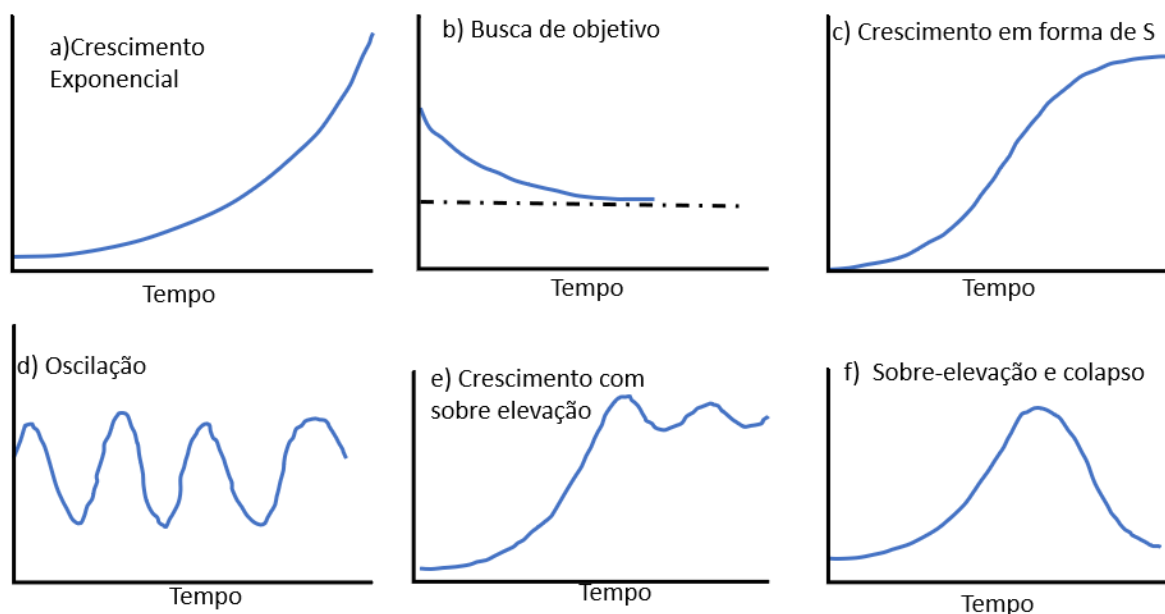 a)Crescimento
Exponencial
Tempo
b) Busca de objetivo
Tempo
c) Crescimento em forma de S
Tempo
d) Oscilação
Tempo
e) Crescimento com
sobre elevação
Tempo
f) Sobre-elevação e colapso
Tempo